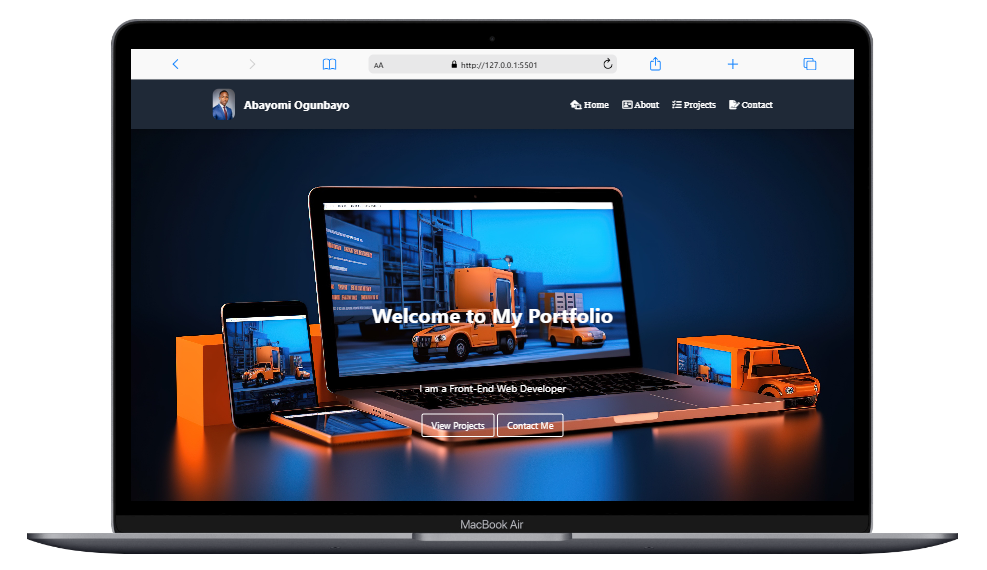 AA http://127.0.0.1:5501
Abayomi Ogunbayo Home About Projects Contact
Welcome to My Portfolio
I am a Front-End Web Developer
View Projects Contact Me
MacBook Air